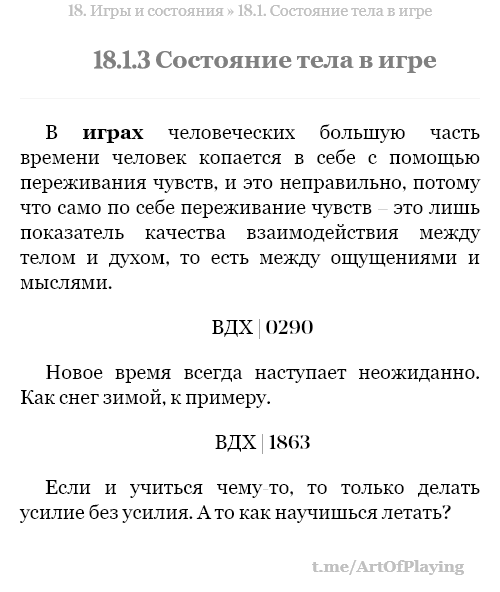 18. Игры и состояния » 18.1. Состояние тела в игре
18.1.3 Состояние тела в игре
В играх человеческих большую часть
времени человек копается в себе с помощью
переживания чувств, и это неправильно, потому
что само по себе переживание чувств – это лишь
показатель качества взаимодействия между
телом и духом, то есть между ощущениями и
мыслями.
ВДХ | 0290
Новое время всегда наступает неожиданно.
Как снег зимой, к примеру.
ВДХ | 1863
Если и учиться чему-то, то только делать
усилие без усилия. А то как научишься летать?
t.me/ArtOfPlaying